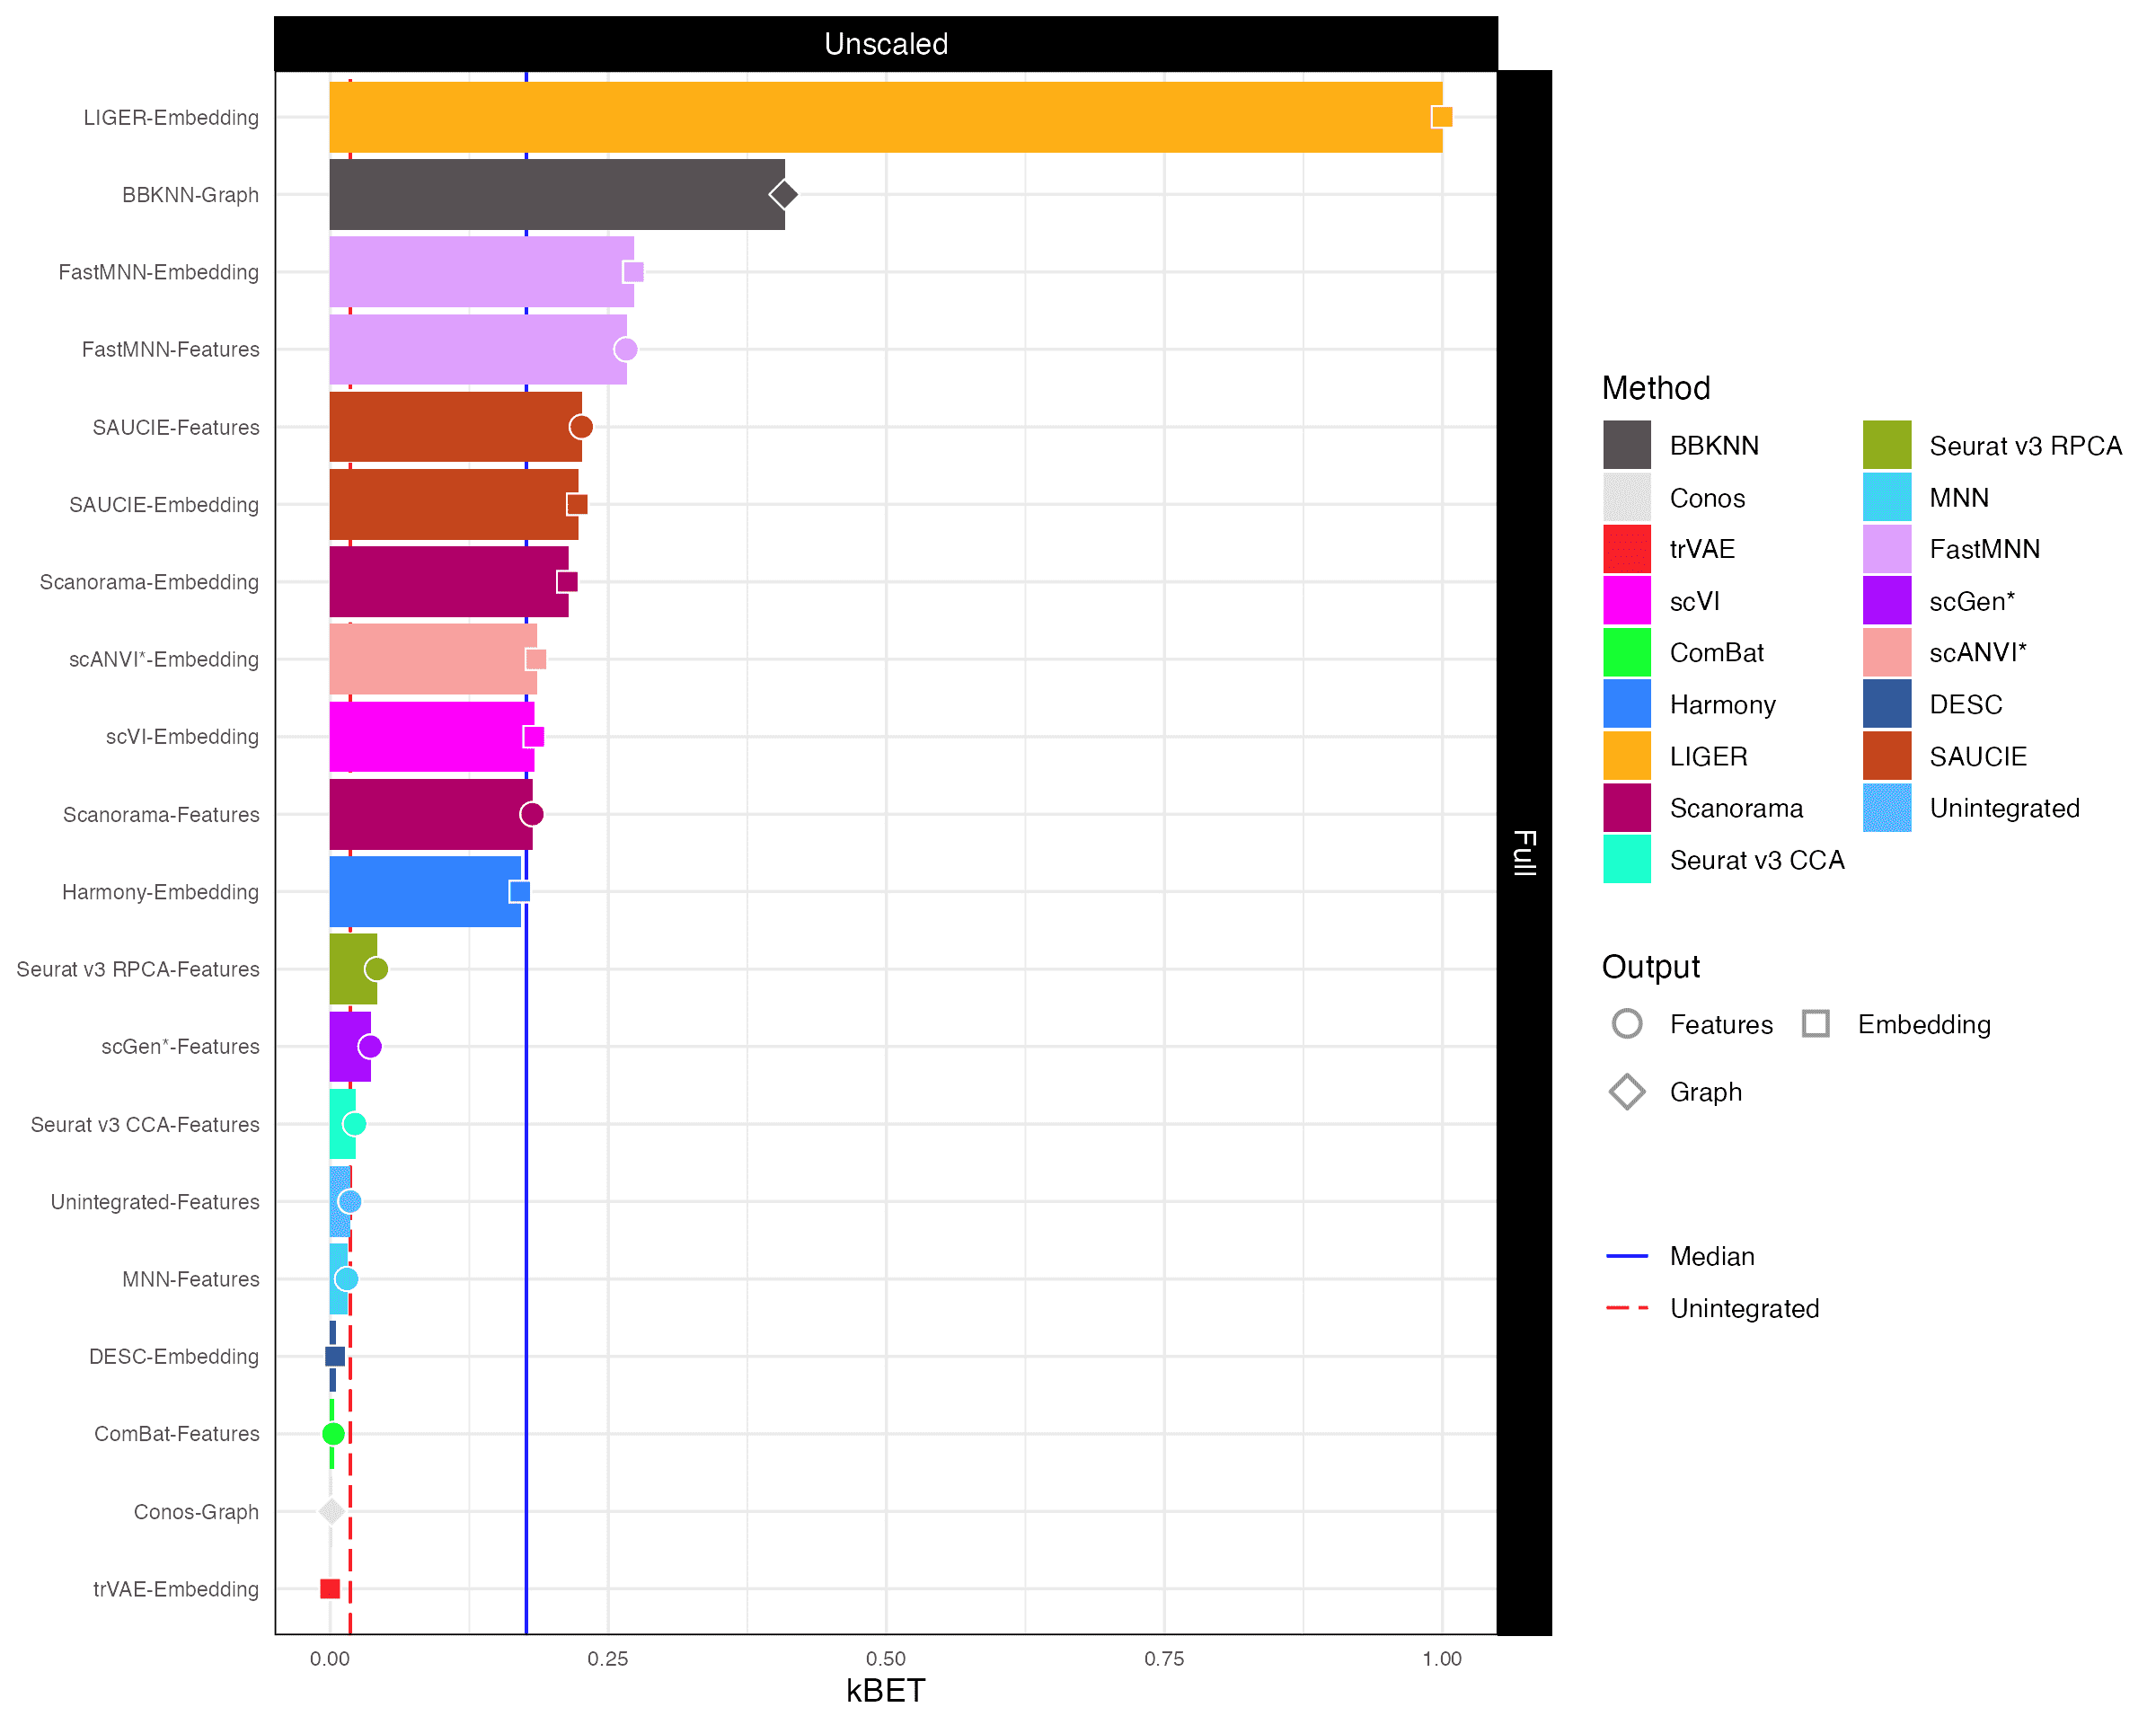 Unscaled
LIGER-Embedding
BBKNN-Graph
FastMNN-Embedding
FastMNN-Features
SAUCIE-Features
SAUCIE-Embedding
Scanorama-Embedding
scANVI*-Embedding
scVI-Embedding
Scanorama-Features
Harmony-Embedding
Seurat v3 RPCA-Features
scGen*-Features
Seurat v3 CCA-Features
Unintegrated-Features
MNN-Features
DESC-Embedding
ComBat-Features
Conos-Graph
trVAE-Embedding
0.00 0.25 0.50 0.75 1.00
kBET
Full
Method
BBKNN
Conos
trVAE
scVI
ComBat
Harmony
LIGER
Scanorama
Seurat v3 CCA
Seurat v3 RPCA
MNN
FastMNN
scGen*
scANVI*
DESC
SAUCIE
Unintegrated
Output
Features Embedding
Graph
Median
Unintegrated